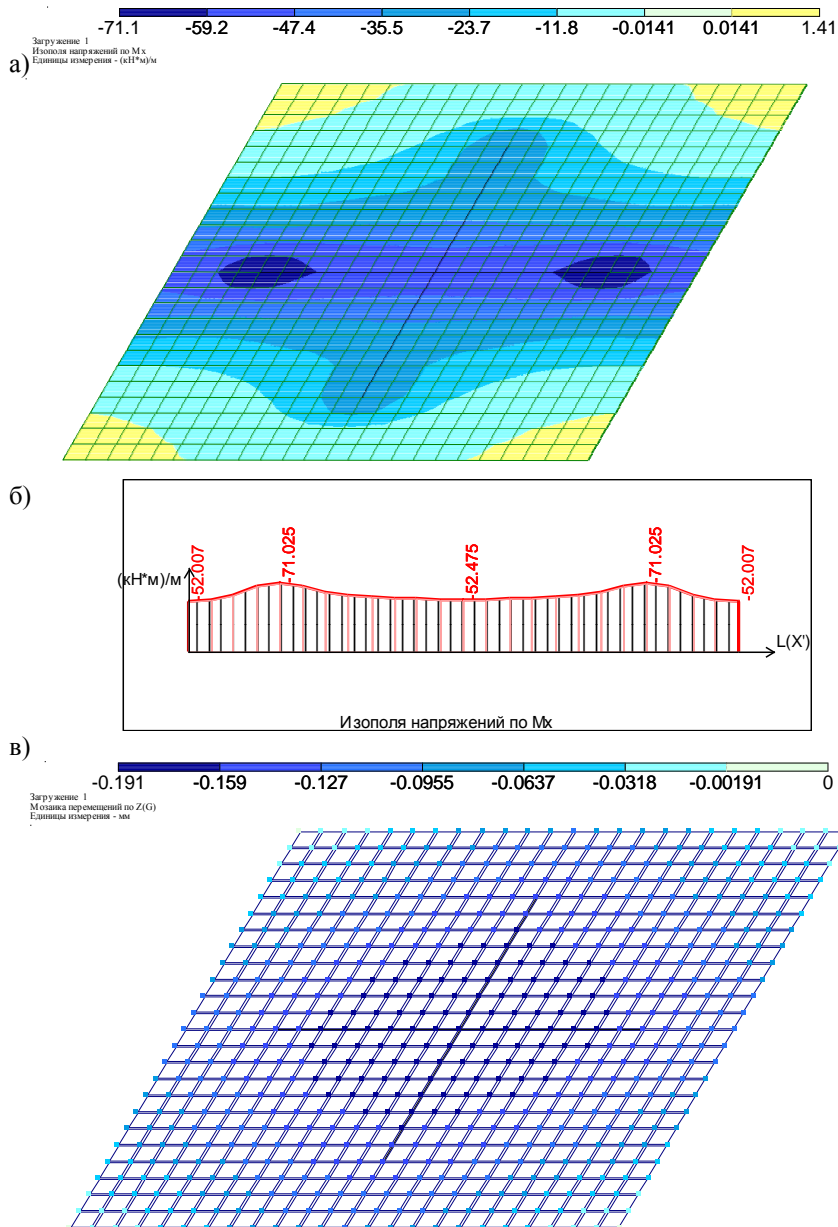 -71.1 -59.2 -47.4 -35.5 -23.7 -11.8 -0.0141 0.0141 1.41
Загружение 1
Изополя напряжений по Mx
Единицы измерения - (кН*м)/м
а)
б)
(кН*м)/м
-52.007 -71.025 -52.475 -71.025 -52.007
L(X')
Изополя напряжений по Mx
в)
-0.191 -0.159 -0.127 -0.0955 -0.0637 -0.0318 -0.00191 0
Загружение 1
Мозаика перемещений по Z(G)
Единицы измерения - мм